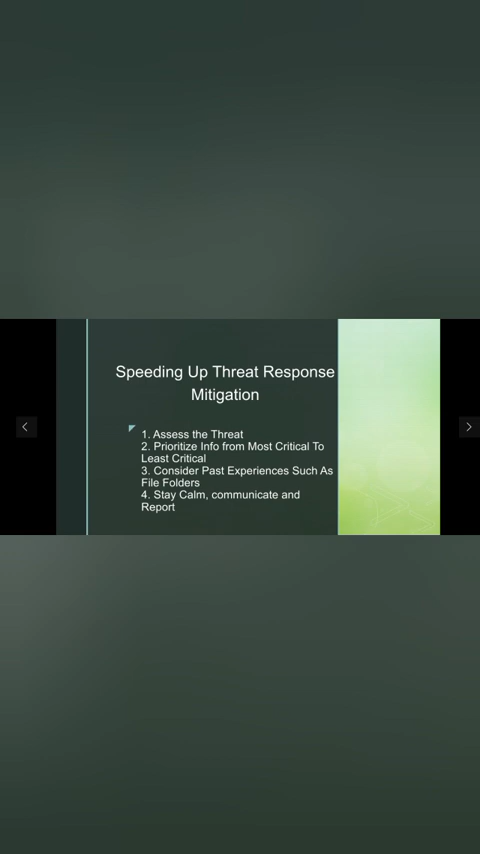 Speeding Up Threat Response
Mitigation
1. Assess the Threat
2. Prioritize Info from Most Critical To
Least Critical
3. Consider Past Experiences Such As
File Folders
4. Stay Calm, communicate and
Report